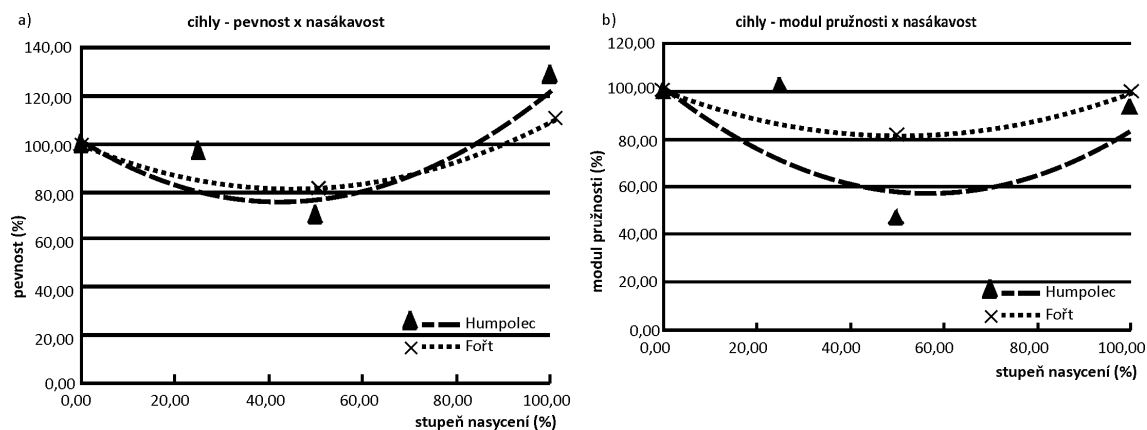 a)
cihly - pevnost x nasákavost
140,00
120,00
100,00
80,00
60,00
40,00
20,00
0,00
pevnost (%)
Humpolec
Fořt
0,00 20,00 40,00 60,00 80,00 100,00
stupeň nasycení (%)
b)
cihly - modul pružnosti x nasákavost
120,00
100,00
80,00
60,00
40,00
20,00
0,00
modul pružnosti (%)
Humpolec
Fořt
0,00 20,00 40,00 60,00 80,00 100,00
stupeň nasycení (%)